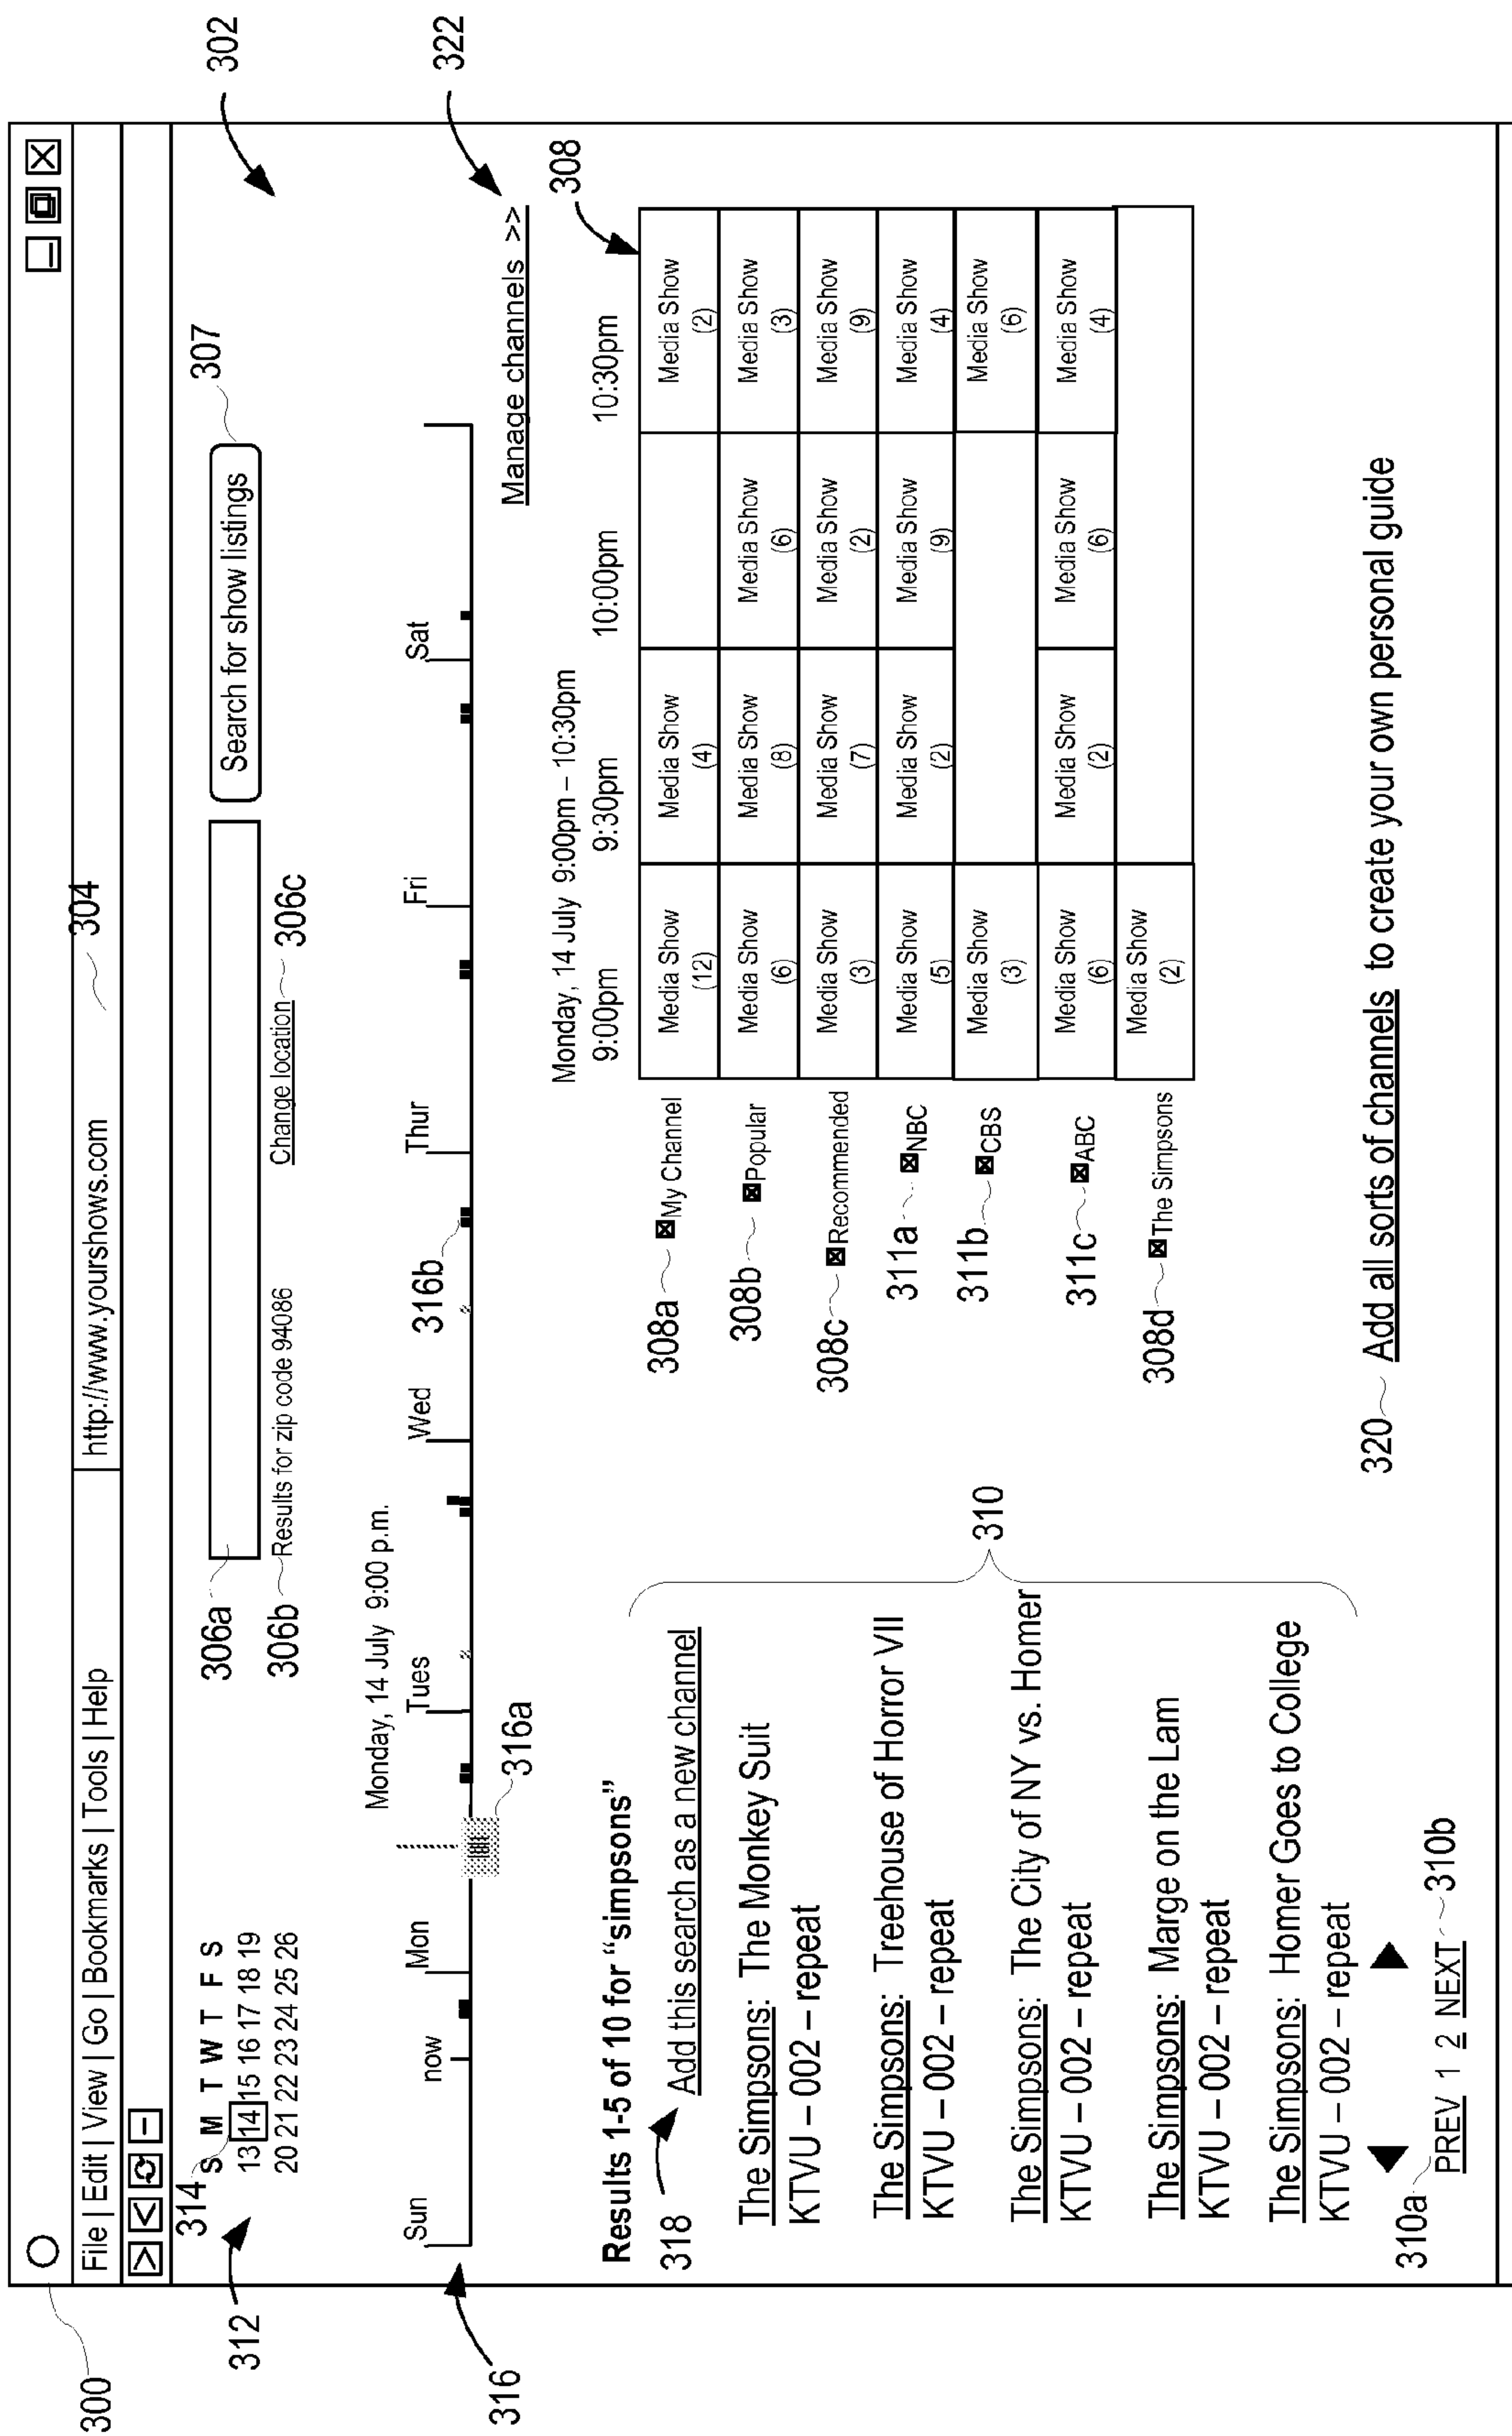 300
File | Edit | View | Go | Bookmarks | Tools | Help
http://www.yourshows.com
304
302
314
312
S M T W T F S
13 14 15 16 17 18 19
20 21 22 23 24 25 26
306a
Search for show listings
307
306b
Results for zip code 94086
Change location
306c
Monday, 14 July 9:00 p.m.
316
Sun
now
Mon
Tues
Wed
Thur
Fri
Sat
316a
316b
322
Manage channels >>
Results 1-5 of 10 for “simpsons”
318
Add this search as a new channel
The Simpsons: The Monkey Suit
KTVU – 002 – repeat
The Simpsons: Treehouse of Horror VII
KTVU – 002 – repeat
The Simpsons: The City of NY vs. Homer
KTVU – 002 – repeat
The Simpsons: Marge on the Lam
KTVU – 002 – repeat
The Simpsons: Homer Goes to College
KTVU – 002 – repeat
310
310a
PREV 1 2 NEXT
310b
Monday, 14 July 9:00pm – 10:30pm
308
9:00pm 9:30pm 10:00pm 10:30pm
308a My Channel
Media Show (12)
Media Show (4)
Media Show (2)
308b Popular
Media Show (6)
Media Show (8)
Media Show (6)
Media Show (3)
308c Recommended
Media Show (3)
Media Show (7)
Media Show (2)
Media Show (9)
311a NBC
Media Show (5)
Media Show (2)
Media Show (9)
Media Show (4)
311b CBS
Media Show (3)
Media Show (6)
311c ABC
Media Show (6)
Media Show (2)
Media Show (6)
Media Show (4)
308d The Simpsons
Media Show (2)
320
Add all sorts of channels to create your own personal guide